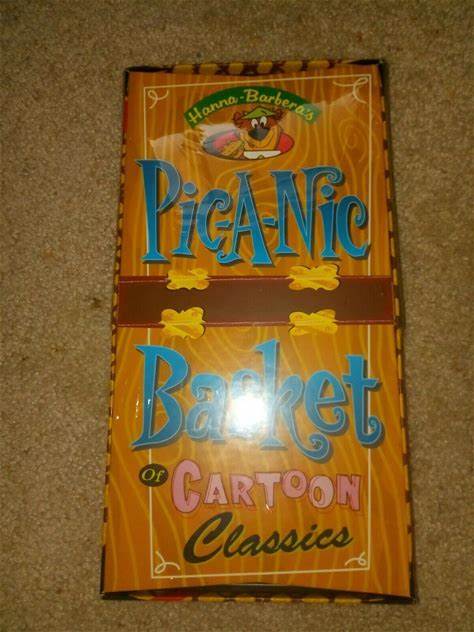 Hanna-Barbera's
Pic-A-Nic
Basket
Of CARTOON
Classics